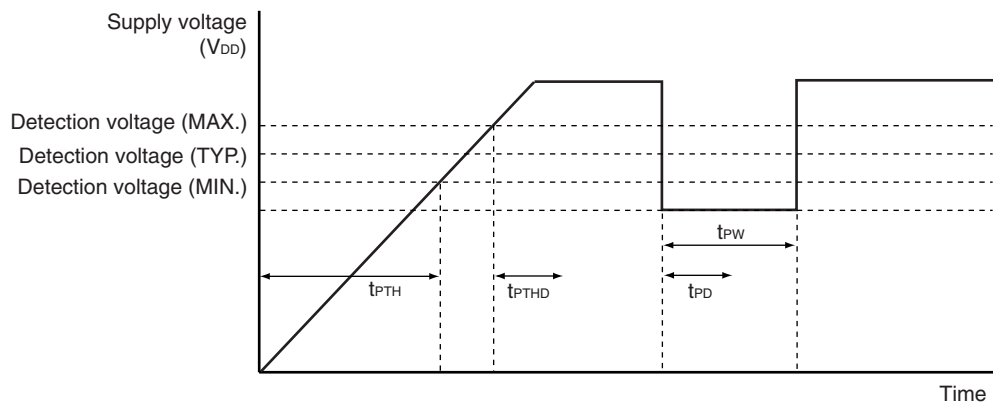 Supply voltage
(VDD)
Detection voltage (MAX.)
Detection voltage (TYP.)
Detection voltage (MIN.)
tPW
tPTH
tPTHD
tPD
Time